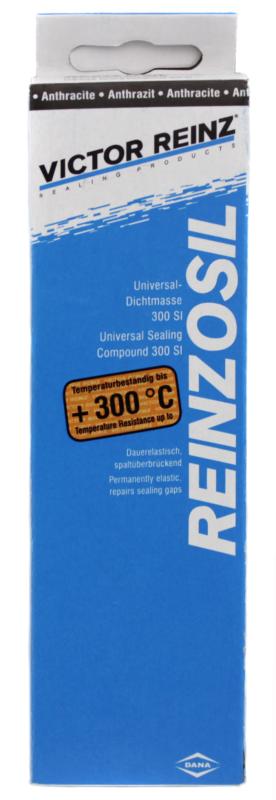 • Anthracite • Anthrazit • Anthracite • Ant
VICTOR REINZ®
SEALING PRODUCTS
REINZOSIL
Universal-
Dichtmasse
300 SI
Universal Sealing
Compound 300 SI
Temperaturbeständig bis
+ 300 °C
Temperature Resistance up to
Dauerelastisch,
spaltüberbrückend
Permanently elastic,
repairs sealing gaps
DANA